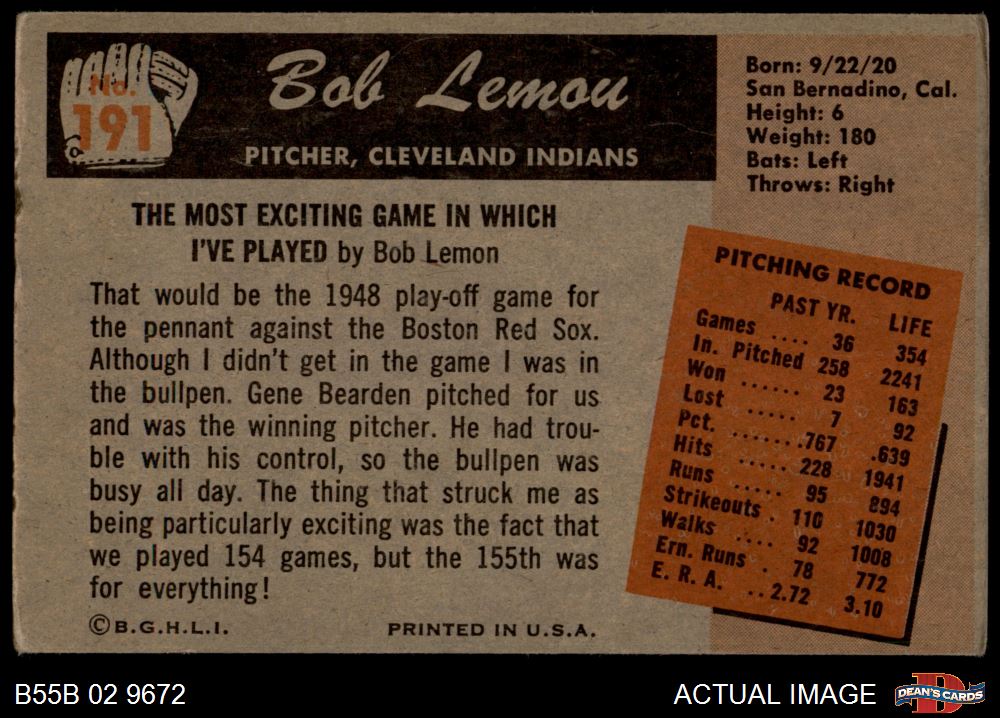 No.
191
Bob Lemon
PITCHER, CLEVELAND INDIANS
Born: 9/22/20
San Bernadino, Cal.
Height: 6
Weight: 180
Bats: Left
Throws: Right
THE MOST EXCITING GAME IN WHICH
I'VE PLAYED by Bob Lemon
That would be the 1948 play-off game for
the pennant against the Boston Red Sox.
Although I didn't get in the game I was in
the bullpen. Gene Bearden pitched for us
and was the winning pitcher. He had trou-
ble with his control, so the bullpen was
busy all day. The thing that struck me as
being particularly exciting was the fact that
we played 154 games, but the 155th was
for everything!
©B.G.H.L.I. PRINTED IN U.S.A.
PITCHING RECORD
PAST YR. LIFE
Games .... 36 354
In. Pitched 258 2241
Won ...... 23 163
Lost ..... 7 92
Pct. .......767 .639
Hits ..... 228 1941
Runs ..... 95 894
Strikeouts . 110 1030
Walks .... 92 1008
Ern. Runs . 78 772
E. R. A. ..2.72 3.10
B55B 02 9672
ACTUAL IMAGE
D
DEAN'S CARDS